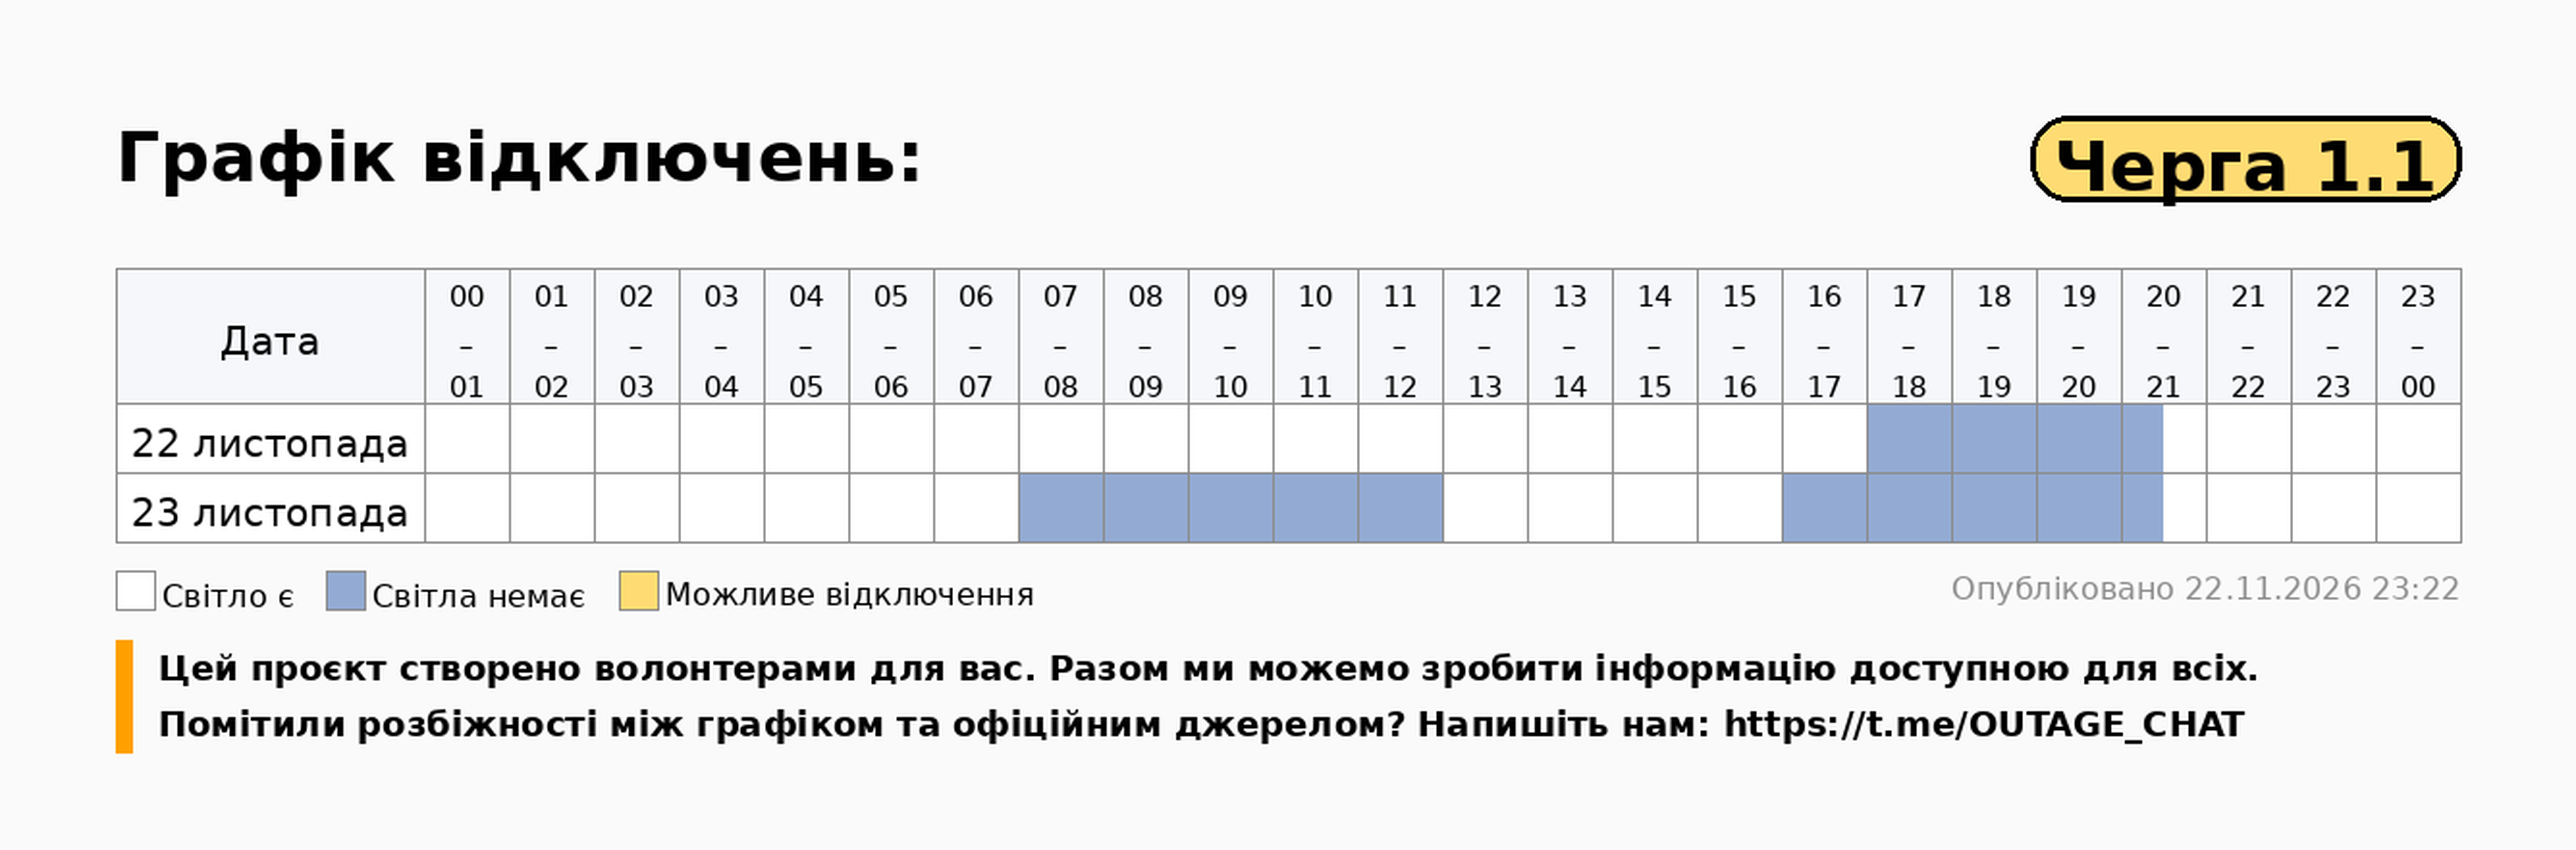 Графік відключень:
Черга 1.1
Дата 00 – 01 01 – 02 02 – 03 03 – 04 04 – 05 05 – 06 06 – 07 07 – 08 08 – 09 09 – 10 10 – 11 11 – 12 12 – 13 13 – 14 14 – 15 15 – 16 16 – 17 17 – 18 18 – 19 19 – 20 20 – 21 21 – 22 22 – 23 23 – 00
22 листопада
23 листопада
Світло є Світла немає Можливе відключення
Опубліковано 22.11.2026 23:22
Цей проєкт створено волонтерами для вас. Разом ми можемо зробити інформацію доступною для всіх.
Помітили розбіжності між графіком та офіційним джерелом? Напишіть нам: https://t.me/OUTAGE_CHAT